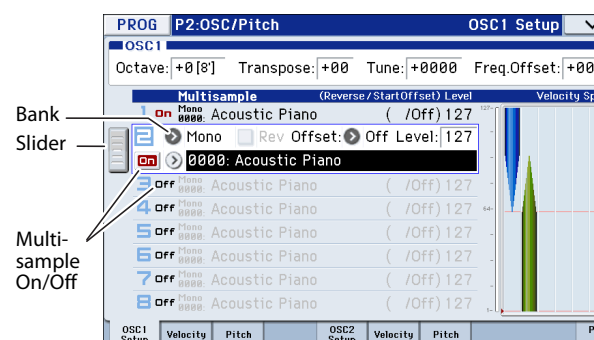 PROG P2:OSC/Pitch OSC1 Setup
OSC1
Octave: +0[8'] Transpose: +00 Tune: +0000 Freq.Offset: +00
Multisample (Reverse/StartOffset) Level Velocity Sp
1 On Mono 0000: Acoustic Piano ( /Off) 127
127-
Bank
2 Mono Rev Offset: Off Level: 127
Slider
On 0000: Acoustic Piano
3 Off Mono 0000: Acoustic Piano ( /Off) 127
4 Off Mono 0000: Acoustic Piano ( /Off) 127
64-
5 Off Mono 0000: Acoustic Piano ( /Off) 127
Multi-
sample
On/Off
6 Off Mono 0000: Acoustic Piano ( /Off) 127
7 Off Mono 0000: Acoustic Piano ( /Off) 127
8 Off Mono 0000: Acoustic Piano ( /Off) 127
1-
OSC1 Setup Velocity Pitch OSC2 Setup Velocity Pitch P